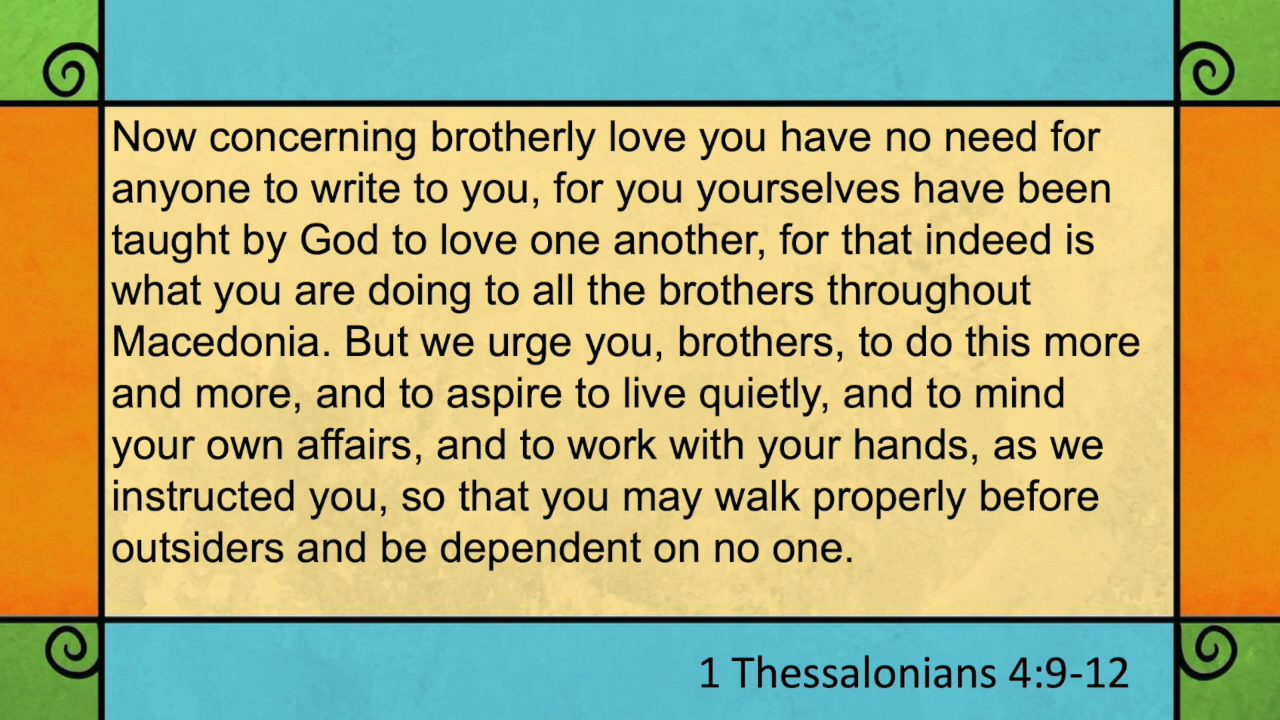 Now concerning brotherly love you have no need for
anyone to write to you, for you yourselves have been
taught by God to love one another, for that indeed is
what you are doing to all the brothers throughout
Macedonia. But we urge you, brothers, to do this more
and more, and to aspire to live quietly, and to mind
your own affairs, and to work with your hands, as we
instructed you, so that you may walk properly before
outsiders and be dependent on no one.
1 Thessalonians 4:9-12